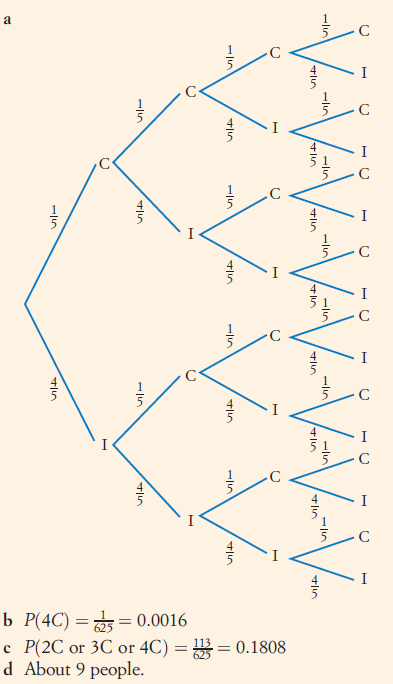 a 1/5
C
1/5 C
4/5 I
C 1/5
1/5 C
4/5 I
4/5 I
C 1/5 C
1/5 C
1/5 4/5 4/5 I
I 1/5
C
4/5 I
4/5 I
1/5 C
1/5 C
4/5 I
C
4/5 1/5 1/5 C
4/5 I
4/5 I
I 1/5 C
1/5 C
4/5 4/5 I
I 1/5
C
4/5 I
4/5 I
b P(4C) = 1/625 = 0.0016
c P(2C or 3C or 4C) = 113/625 = 0.1808
d About 9 people.